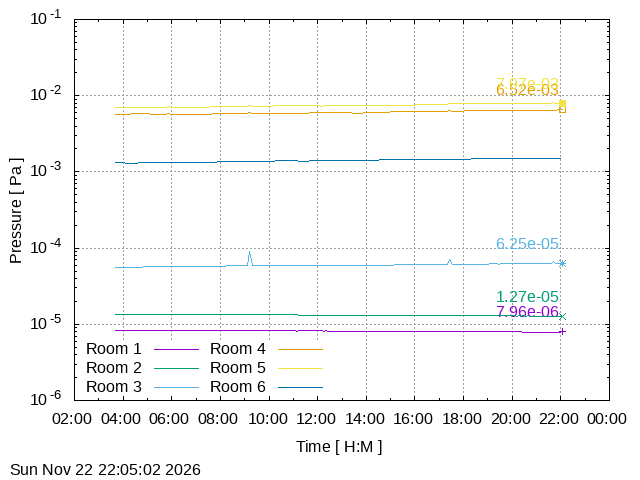 10^-1
10^-2
10^-3
10^-4
10^-5
10^-6
Pressure [ Pa ]
7.97e-03
6.52e-03
6.25e-05
1.27e-05
7.96e-06
Room 1 Room 4
Room 2 Room 5
Room 3 Room 6
02:00 04:00 06:00 08:00 10:00 12:00 14:00 16:00 18:00 20:00 22:00 00:00
Time [ H:M ]
Sun Nov 22 22:05:02 2026